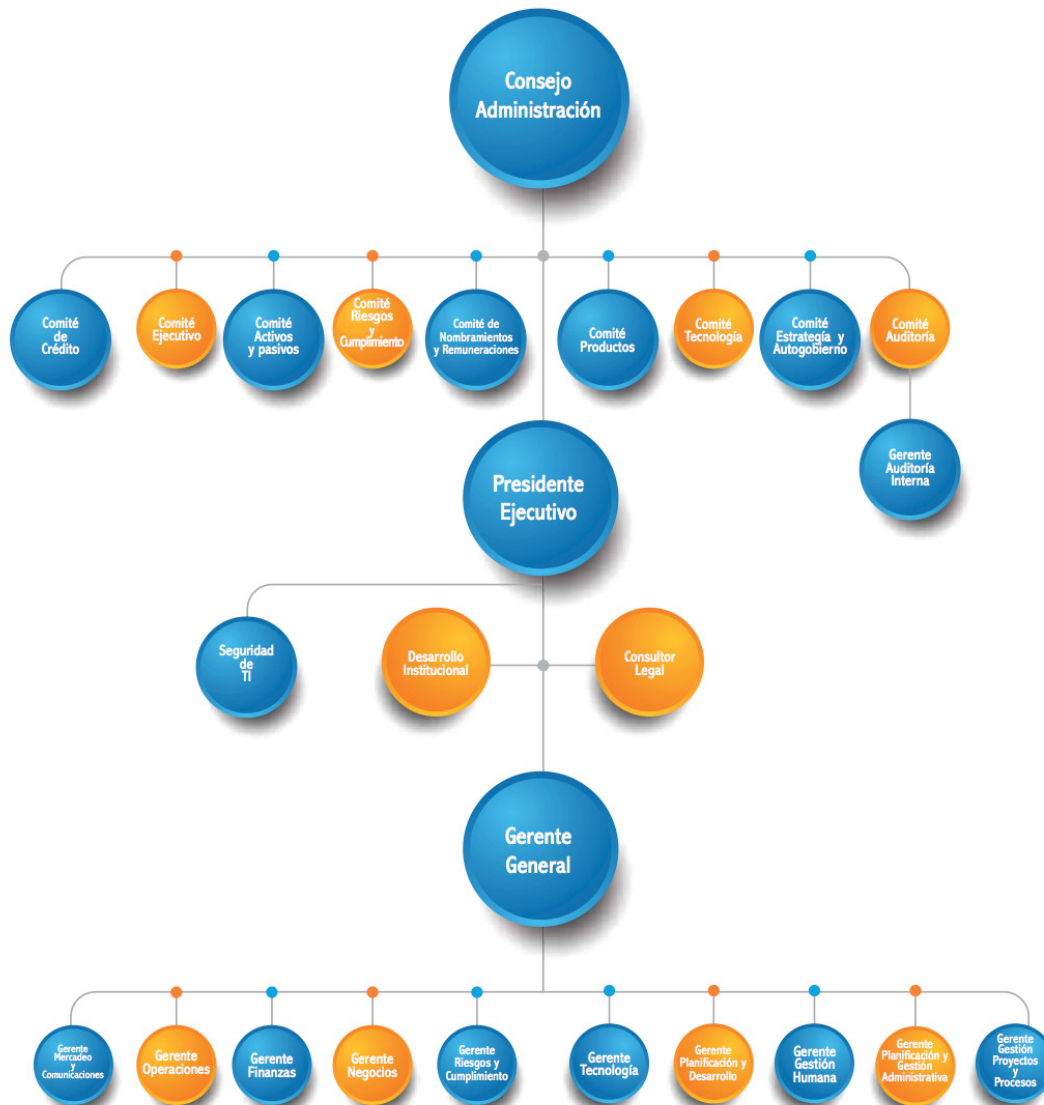 Consejo
Administración
Comité
de
Crédito
Comité
Ejecutivo
Comité
Activos
y pasivos
Comité
Riesgos
y
Cumplimiento
Comité de
Nombramientos
y Remuneraciones
Comité
Productos
Comité
Tecnología
Comité
Estrategía y
Autogobierno
Comité
Auditoría
Gerente
Auditoría
Interna
Presidente
Ejecutivo
Seguridad
de
TI
Desarrollo
Institucional
Consultor
Legal
Gerente
General
Gerente
Mercadeo
y
Comunicaciones
Gerente
Operaciones
Gerente
Finanzas
Gerente
Negocios
Gerente
Riesgos y
Cumplimiento
Gerente
Tecnología
Gerente
Planificación y
Desarrollo
Gerente
Gestión
Humana
Gerente
Planificación y
Gestión
Administrativa
Gerente
Gestión
Proyectos
y
Procesos